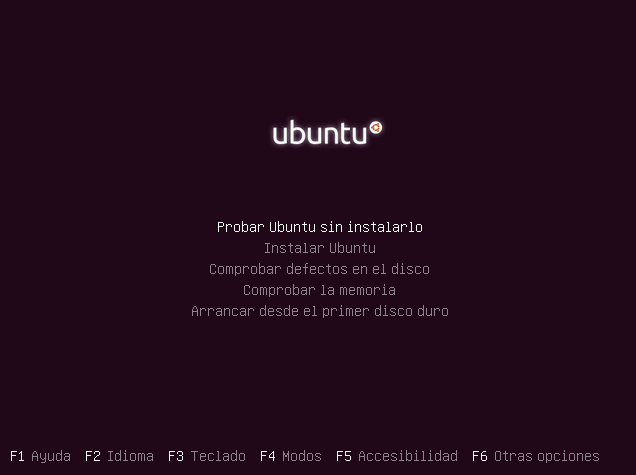 ubuntu
Probar Ubuntu sin instalarlo
Instalar Ubuntu
Comprobar defectos en el disco
Comprobar la memoria
Arrancar desde el primer disco duro
F1 Ayuda F2 Idioma F3 Teclado F4 Modos F5 Accesibilidad F6 Otras opciones